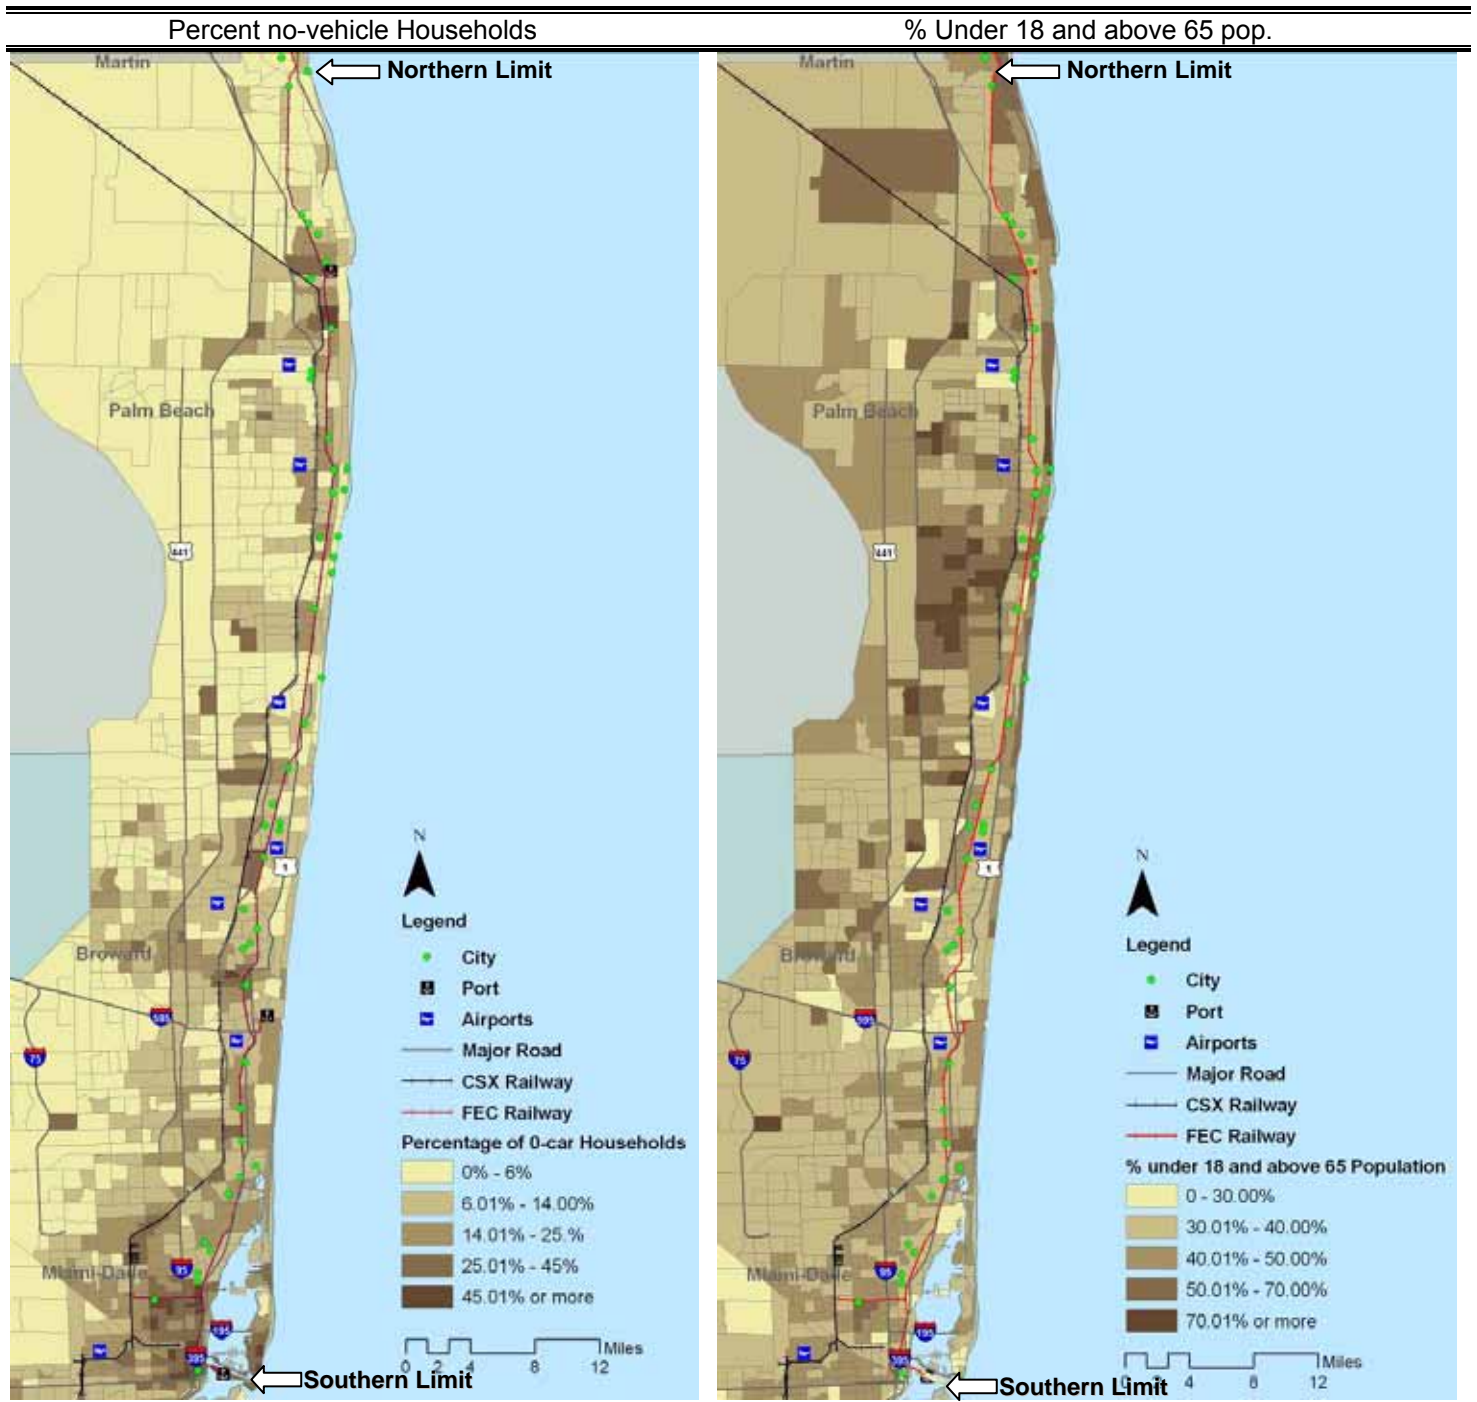 Percent no-vehicle Households
% Under 18 and above 65 pop.
Martin
Northern Limit
Palm Beach
441
1
Broward
595
75
Miami-Dade
95
195
395
Southern Limit
N
Legend
City
Port
Airports
Major Road
CSX Railway
FEC Railway
Percentage of 0-car Households
0% - 6%
6.01% - 14.00%
14.01% - 25.%
25.01% - 45%
45.01% or more
Miles
0 2 4 8 12
Martin
Northern Limit
Palm Beach
441
1
Broward
595
75
Miami-Dade
95
195
395
Southern Limit
N
Legend
City
Port
Airports
Major Road
CSX Railway
FEC Railway
% under 18 and above 65 Population
0 - 30.00%
30.01% - 40.00%
40.01% - 50.00%
50.01% - 70.00%
70.01% or more
Miles
0 2 4 8 12